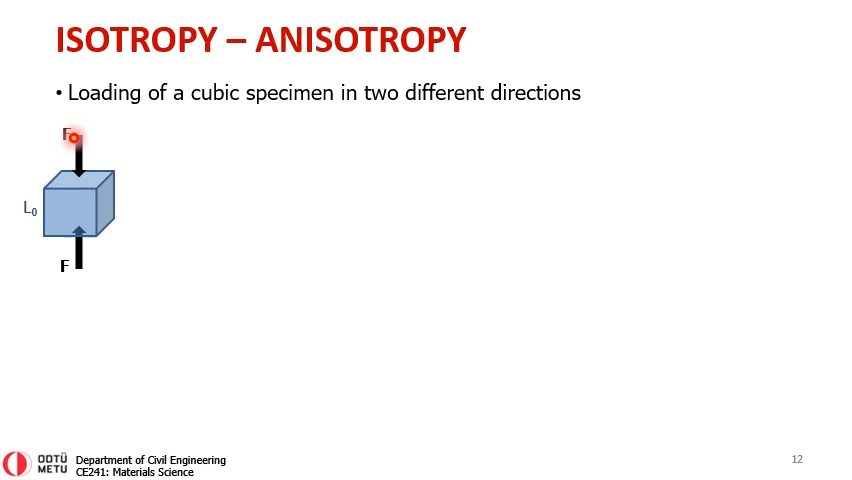 ISOTROPY – ANISOTROPY
• Loading of a cubic specimen in two different directions
F
L0
F
ODTÜ
METU
Department of Civil Engineering
CE241: Materials Science
12